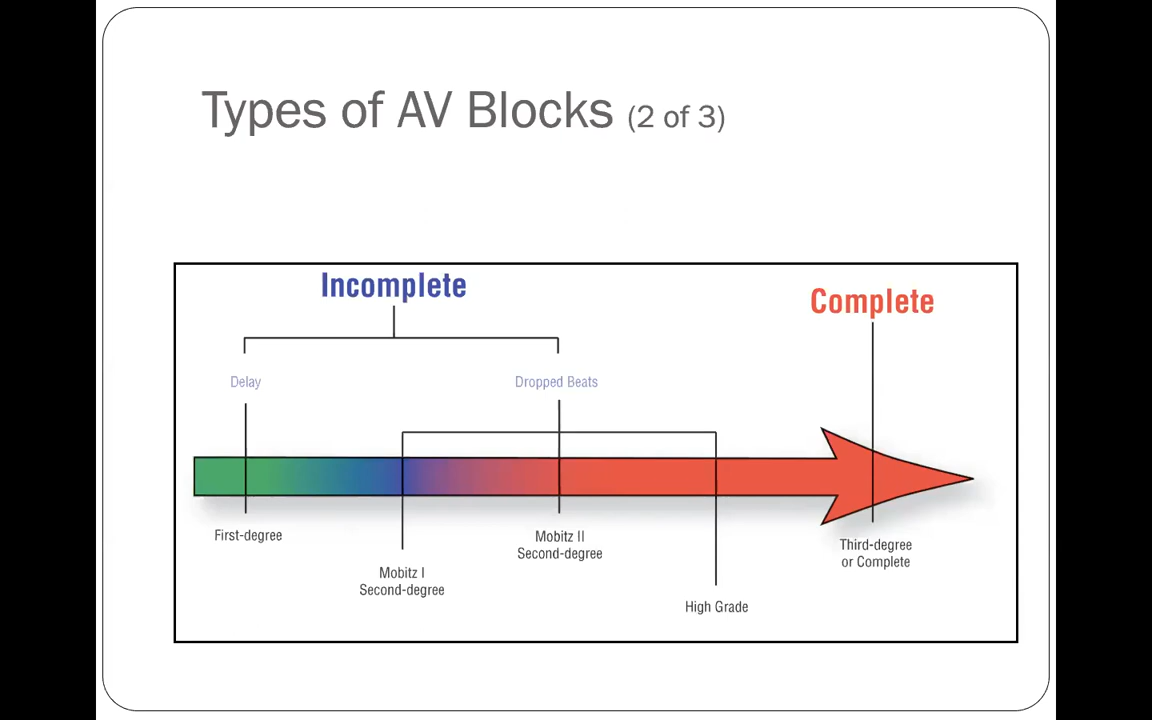 Types of AV Blocks (2 of 3)
Incomplete
Complete
Delay
Dropped Beats
First-degree
Mobitz I
Second-degree
Mobitz II
Second-degree
High Grade
Third-degree
or Complete